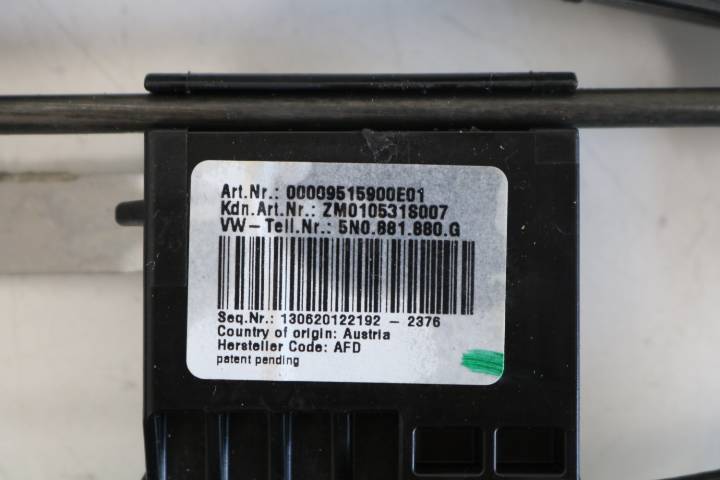 Art.Nr.: 00009515900E01
Kdn.Art.Nr.: ZM010531S007
VW-Teil.Nr.: 5N0.881.880.G
Seq.Nr.: 130620122192 - 2376
Country of origin: Austria
Hersteller Code: AFD
patent pending